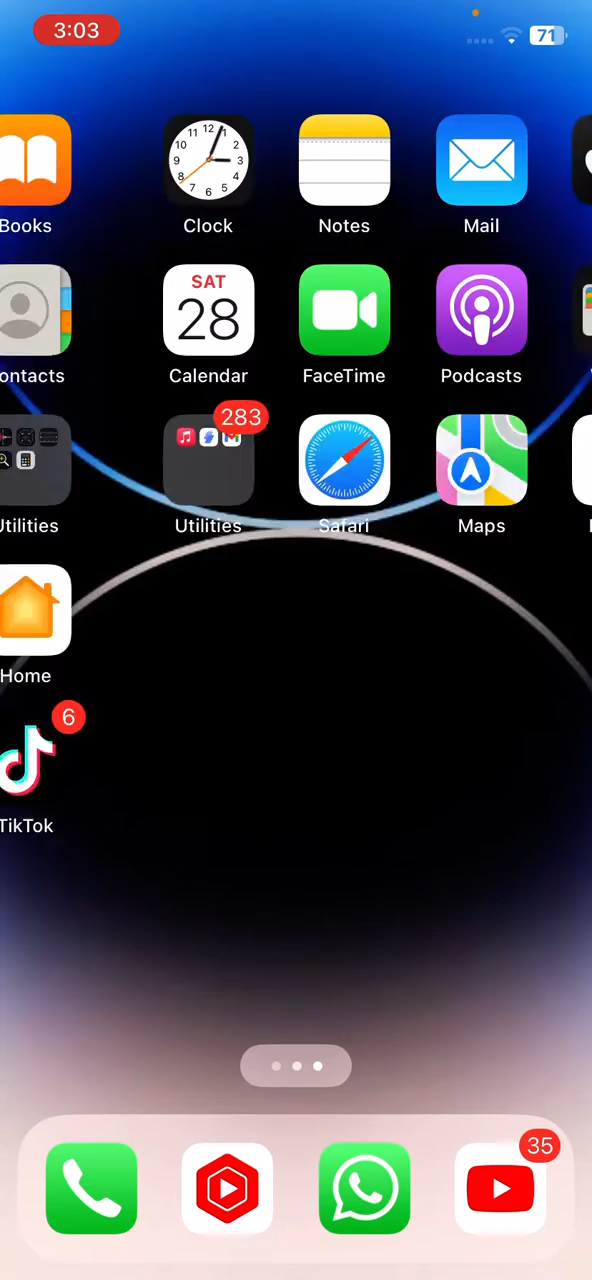 3:03
71
Books
Clock
Notes
Mail
SAT
28
ontacts
Calendar
FaceTime
Podcasts
283
Utilities
Utilities
Safari
Maps
Home
6
TikTok
35